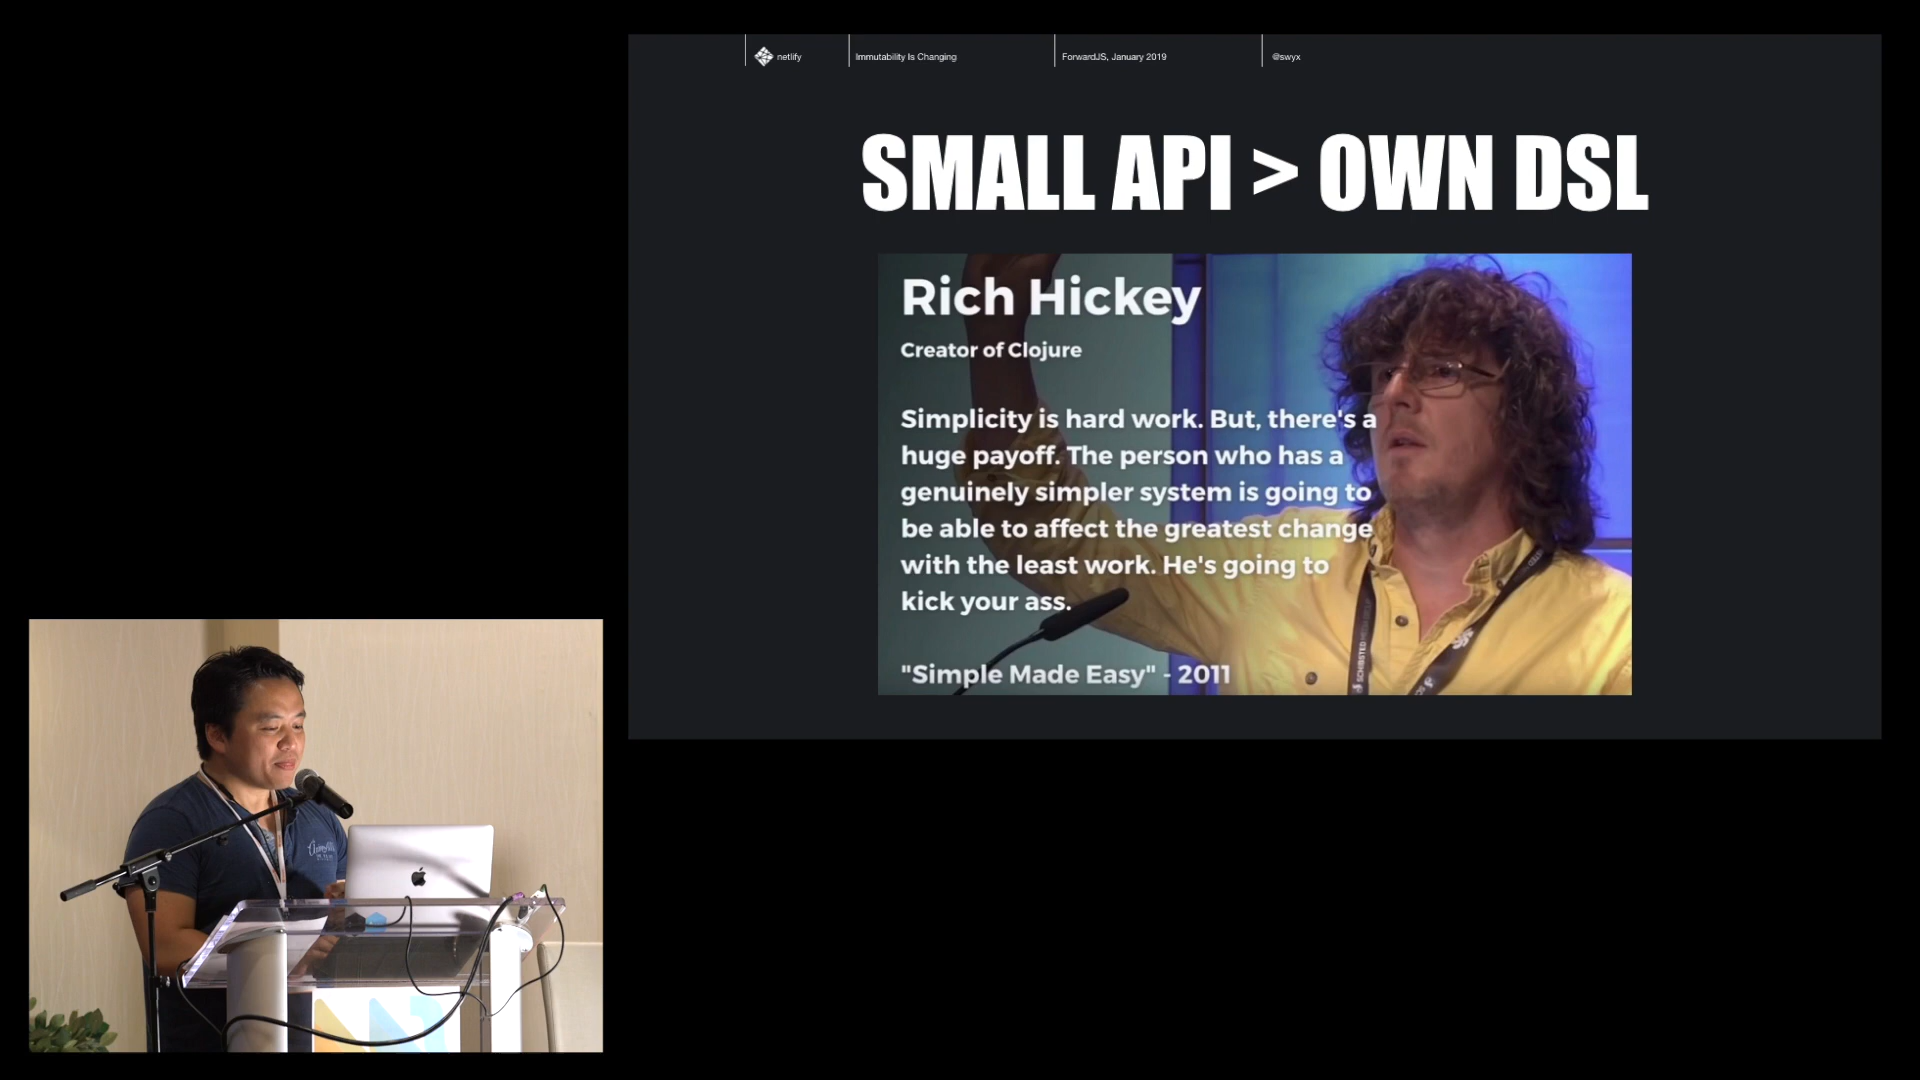 netlify
Immutability Is Changing
ForwardJS, January 2019
@swyx
SMALL API > OWN DSL
Rich Hickey
Creator of Clojure
Simplicity is hard work. But, there's a
huge payoff. The person who has a
genuinely simpler system is going to
be able to affect the greatest change
with the least work. He's going to
kick your ass.
"Simple Made Easy" - 2011
SCHIBSTED